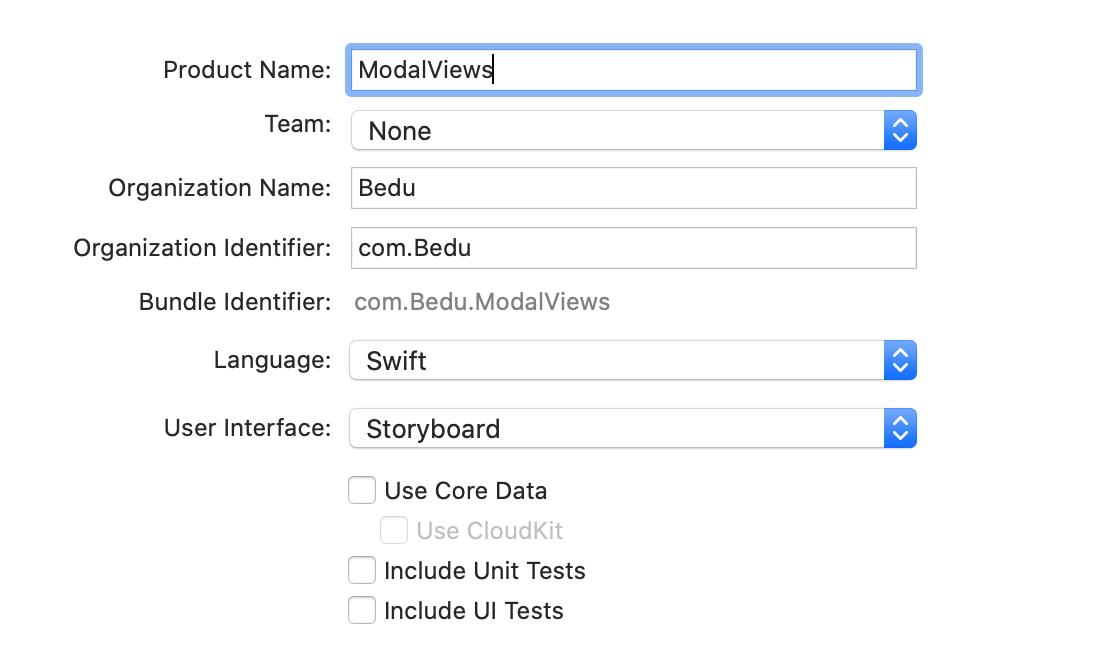 Product Name: ModalViews
Team: None
Organization Name: Bedu
Organization Identifier: com.Bedu
Bundle Identifier: com.Bedu.ModalViews
Language: Swift
User Interface: Storyboard
Use Core Data
Use CloudKit
Include Unit Tests
Include UI Tests